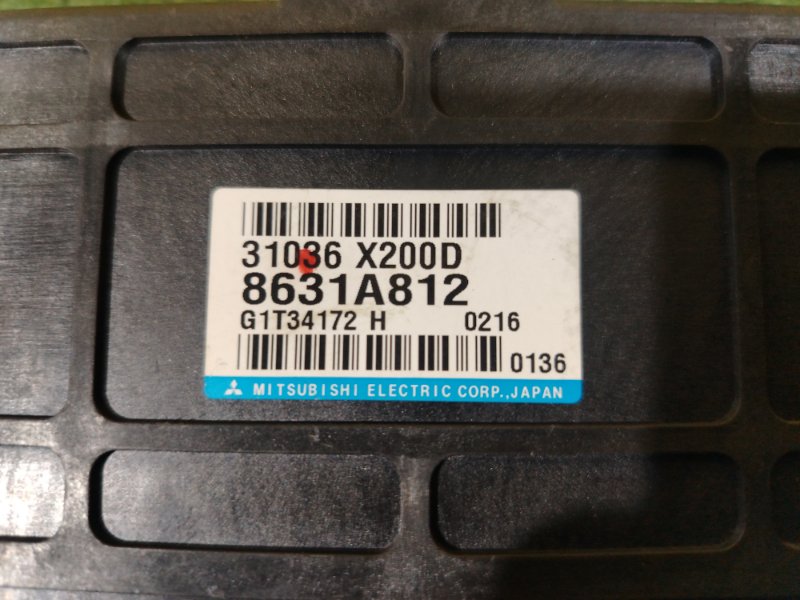 31036 X200D
8631A812
G1T34172 H 0216
0136
MITSUBISHI ELECTRIC CORP.,JAPAN